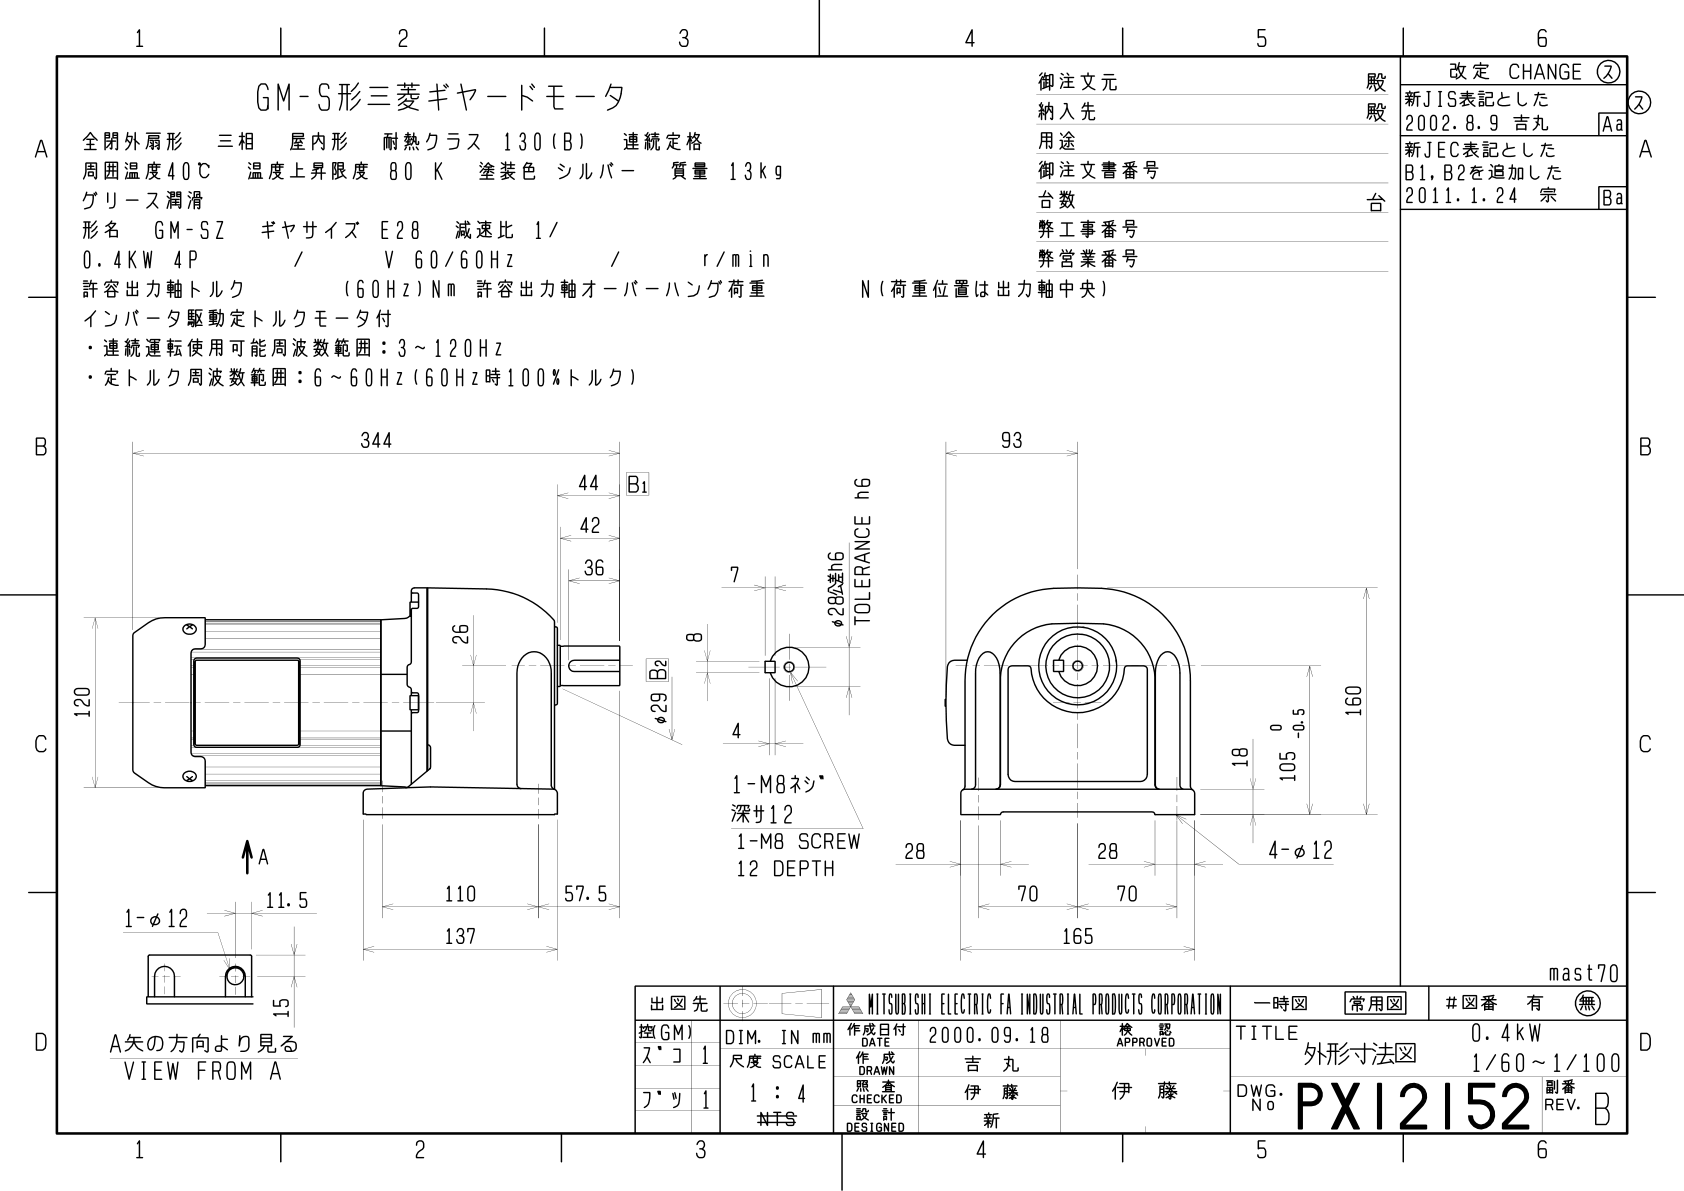 1 2 3 4 5 6
GM-S形三菱ギヤードモータ
全閉外扇形 三相 屋内形 耐熱クラス 130(B) 連続定格
周囲温度40℃ 温度上昇限度 80 K 塗装色 シルバー 質量 13kg
グリース潤滑
形名 GM-SZ ギヤサイズ E28 減速比 1/
0.4KW 4P / V 60/60Hz / r/min
許容出力軸トルク (60Hz)Nm 許容出力軸オーバーハング荷重 N(荷重位置は出力軸中央)
インバータ駆動定トルクモータ付
・連続運転使用可能周波数範囲：3～120Hz
・定トルク周波数範囲：6～60Hz(60Hz時100%トルク)
御注文元 殿
納入先 殿
用途
御注文書番号
台数 台
弊工事番号
弊営業番号
改定 CHANGE ス
新JIS表記とした
2002.8.9 吉丸 Aa
新JEC表記とした
B1,B2を追加した
2011.1.24 宗 Ba
ス
A A
B B
C C
D D
344
44 B1
42
36
26
120
φ29 B2
110 57.5
137
7
8
4
φ28公差h6
TOLERANCE h6
1-M8ネジ
深サ12
1-M8 SCREW
12 DEPTH
93
160
105 0 -0.5
18
28 28
4-φ12
70 70
165
A
11.5
1-φ12
15
A矢の方向より見る
VIEW FROM A
mast70
出図先
控(GM)
ズコ 1
ブツ 1
DIM. IN mm
尺度 SCALE
1 : 4
NTS
MITSUBISHI ELECTRIC FA INDUSTRIAL PRODUCTS CORPORATION
作成日付 DATE 2000.09.18
作成 DRAWN 吉丸
照査 CHECKED 伊藤
設計 DESIGNED 新
検認 APPROVED
伊藤
一時図 常用図 #図番 有 無
TITLE 0.4kW
外形寸法図 1/60～1/100
DWG. No PX12152
副番 REV. B
1 2 3 4 5 6